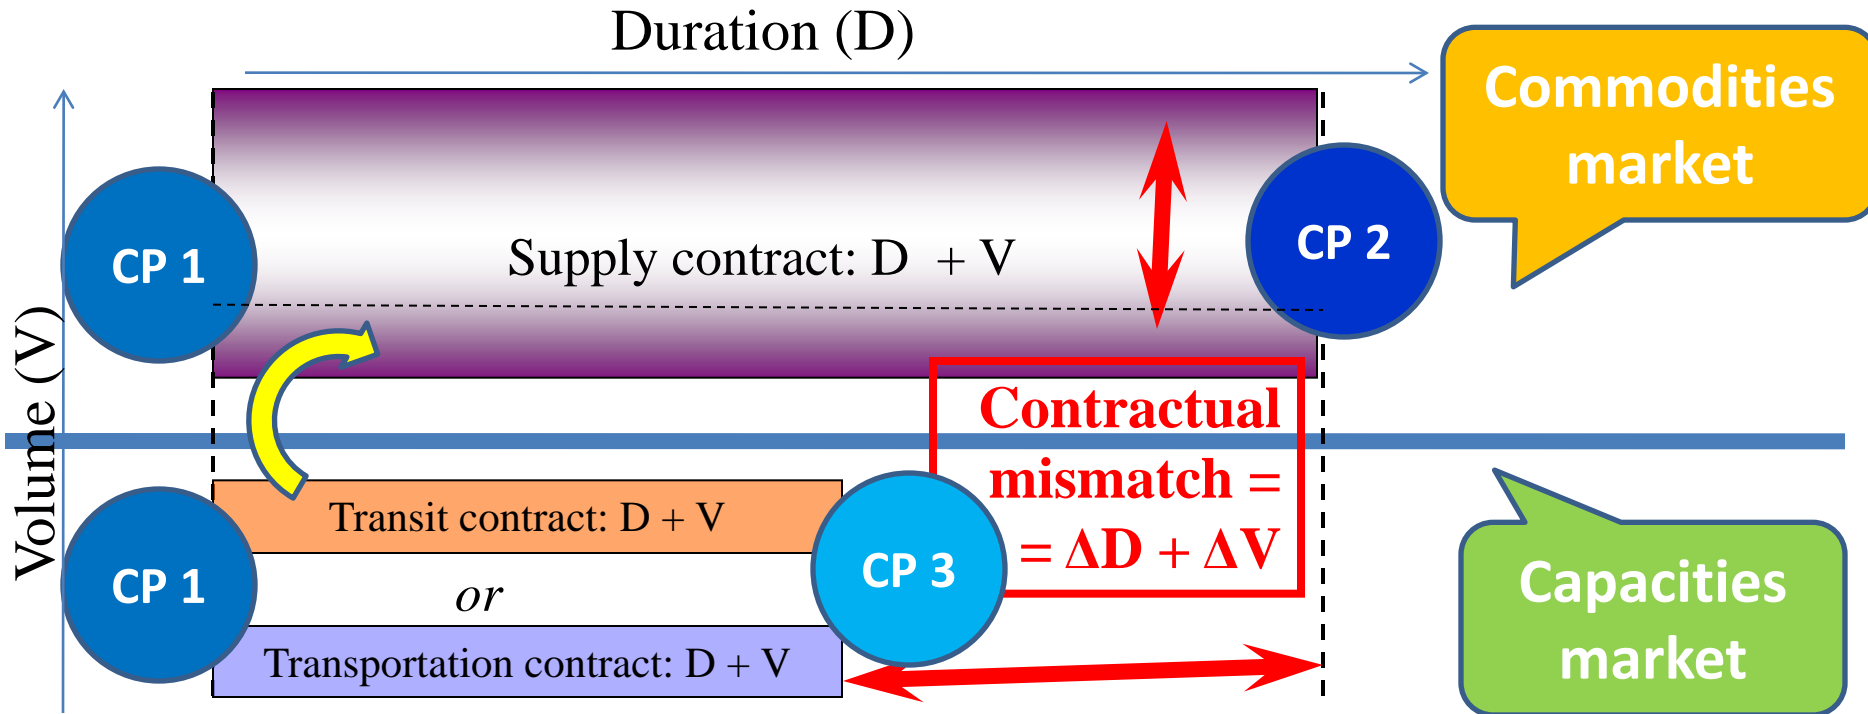 Duration (D)
Commodities
market
CP 1
Supply contract: D + V
CP 2
Volume (V)
Contractual
mismatch =
= ΔD + ΔV
Transit contract: D + V
CP 1
or
CP 3
Transportation contract: D + V
Capacities
market